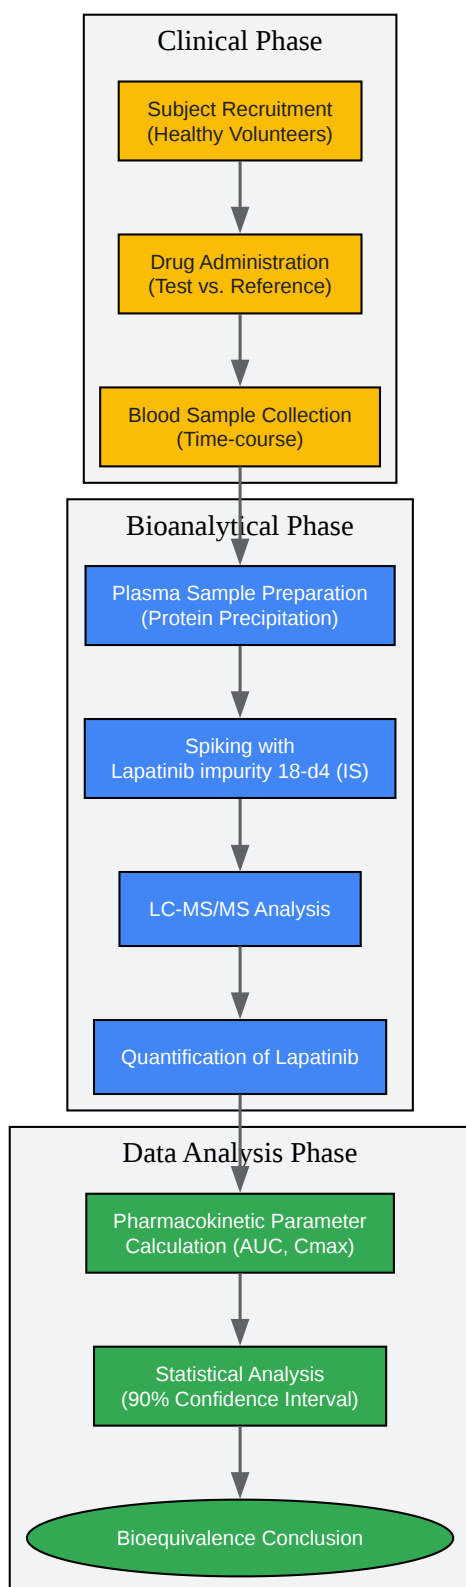 Clinical Phase
Subject Recruitment
(Healthy Volunteers)
Drug Administration
(Test vs. Reference)
Blood Sample Collection
(Time-course)
Bioanalytical Phase
Plasma Sample Preparation
(Protein Precipitation)
Spiking with
Lapatinib impurity 18-d4 (IS)
LC-MS/MS Analysis
Quantification of Lapatinib
Data Analysis Phase
Pharmacokinetic Parameter
Calculation (AUC, Cmax)
Statistical Analysis
(90% Confidence Interval)
Bioequivalence Conclusion